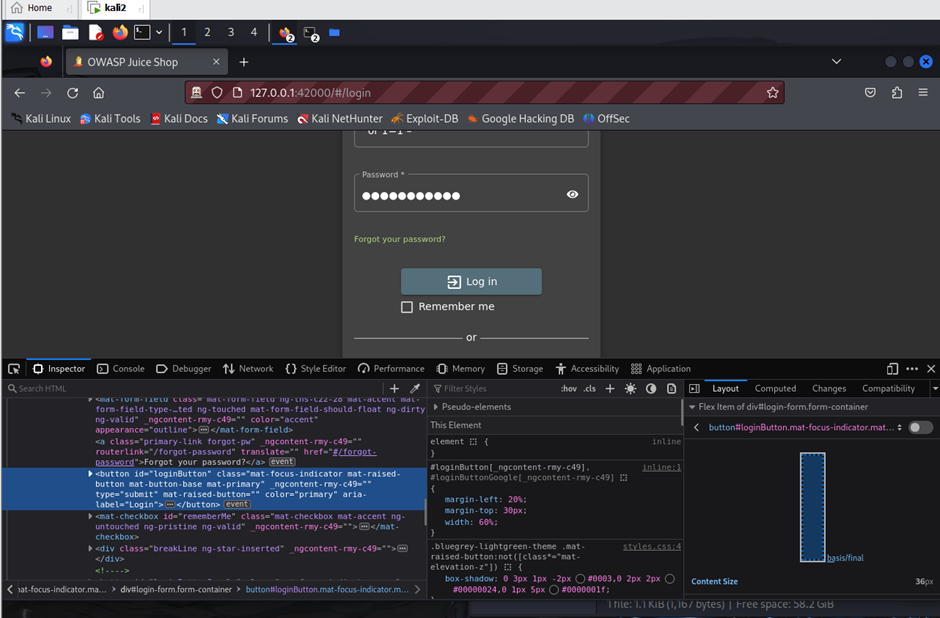 Home
kali2
1 2 3 4
2
2
OWASP Juice Shop
127.0.0.1:42000/#/login
Kali Linux Kali Tools Kali Docs Kali Forums Kali NetHunter Exploit-DB Google Hacking DB OffSec
Password *
Forgot your password?
Log in
Remember me
or
Inspector Console Debugger Network Style Editor Performance Memory Storage Accessibility Application
Search HTML
<mat-form-field class="mat-form-field ng-tns-c22-28 mat-accent mat-
form-field-type-…ted ng-touched mat-form-field-should-float ng-dirty
ng-valid" _ngcontent-rmy-c49="" color="accent"
appearance="outline"></mat-form-field>
<a class="primary-link forgot-pw" _ngcontent-rmy-c49=""
routerlink="/forgot-password" translate="" href="#/forgot-
password">Forgot your password?</a> event
<button id="loginButton" class="mat-focus-indicator mat-raised-
button mat-button-base mat-primary" _ngcontent-rmy-c49=""
type="submit" mat-raised-button="" color="primary" aria-
label="Login"></button> event
<mat-checkbox id="rememberMe" class="mat-checkbox mat-accent ng-
untouched ng-pristine ng-valid" _ngcontent-rmy-c49=""></mat-
checkbox>
<div class="breakLine ng-star-inserted" _ngcontent-rmy-c49="">
</div>
<!---->
mat-focus-indicator.ma… div#login-form.form-container button#loginButton.mat-focus-indicator.mat…
Filter Styles :hov .cls
Pseudo-elements
This Element
element { inline
}
#loginButton[_ngcontent-rmy-c49], inline:1
#loginButtonGoogle[_ngcontent-rmy-c49]
{
margin-left: 20%;
margin-top: 30px;
width: 60%;
}
.bluegrey-lightgreen-theme .mat- styles.css:4
raised-button:not([class*="mat-
elevation-z"]) {
box-shadow: 0 3px 1px -2px #0003,0 2px 2px
#00000024,0 1px 5px #0000001f;
Layout Computed Changes Compatibility
Flex Item of div#login-form.form-container
button#loginButton.mat-focus-indicator.mat…
basis/final
Content Size 36px
1 file: 1.1 KiB (1,167 bytes) | Free space: 58.2 GiB